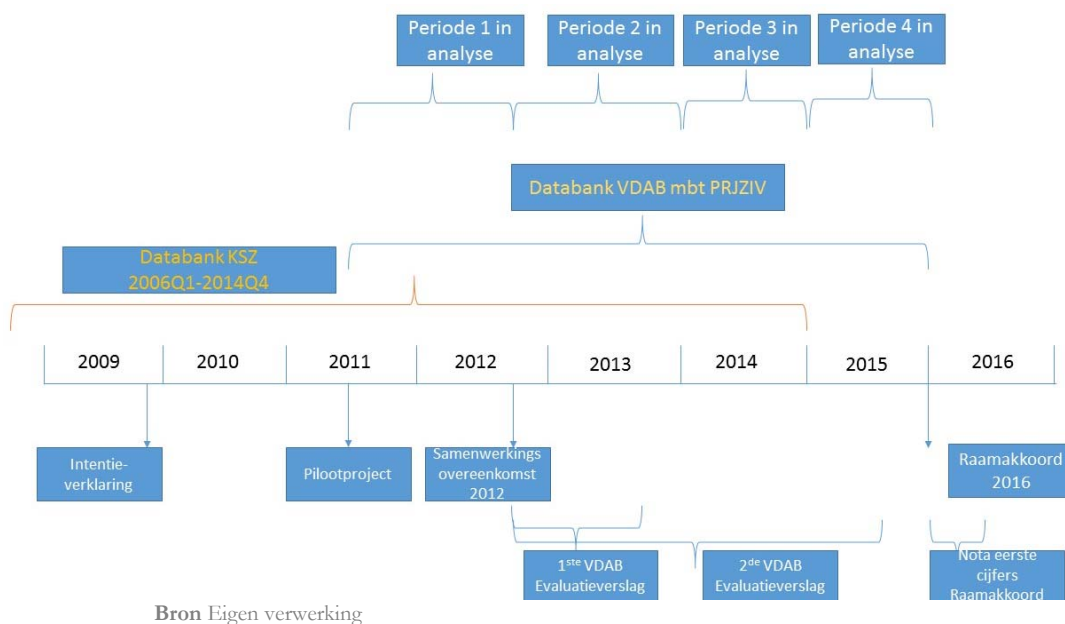 Periode 1 in
analyse
Periode 2 in
analyse
Periode 3 in
analyse
Periode 4 in
analyse
Databank VDAB mbt PRJZIV
Databank KSZ
2006Q1-2014Q4
2009
2010
2011
2012
2013
2014
2015
2016
Intentie-
verklaring
Pilootproject
Samenwerkings
overeenkomst
2012
Raamakkoord
2016
1ste VDAB
Evaluatieverslag
2de VDAB
Evaluatieverslag
Nota eerste
cijfers
Raamakkoord
Bron Eigen verwerking